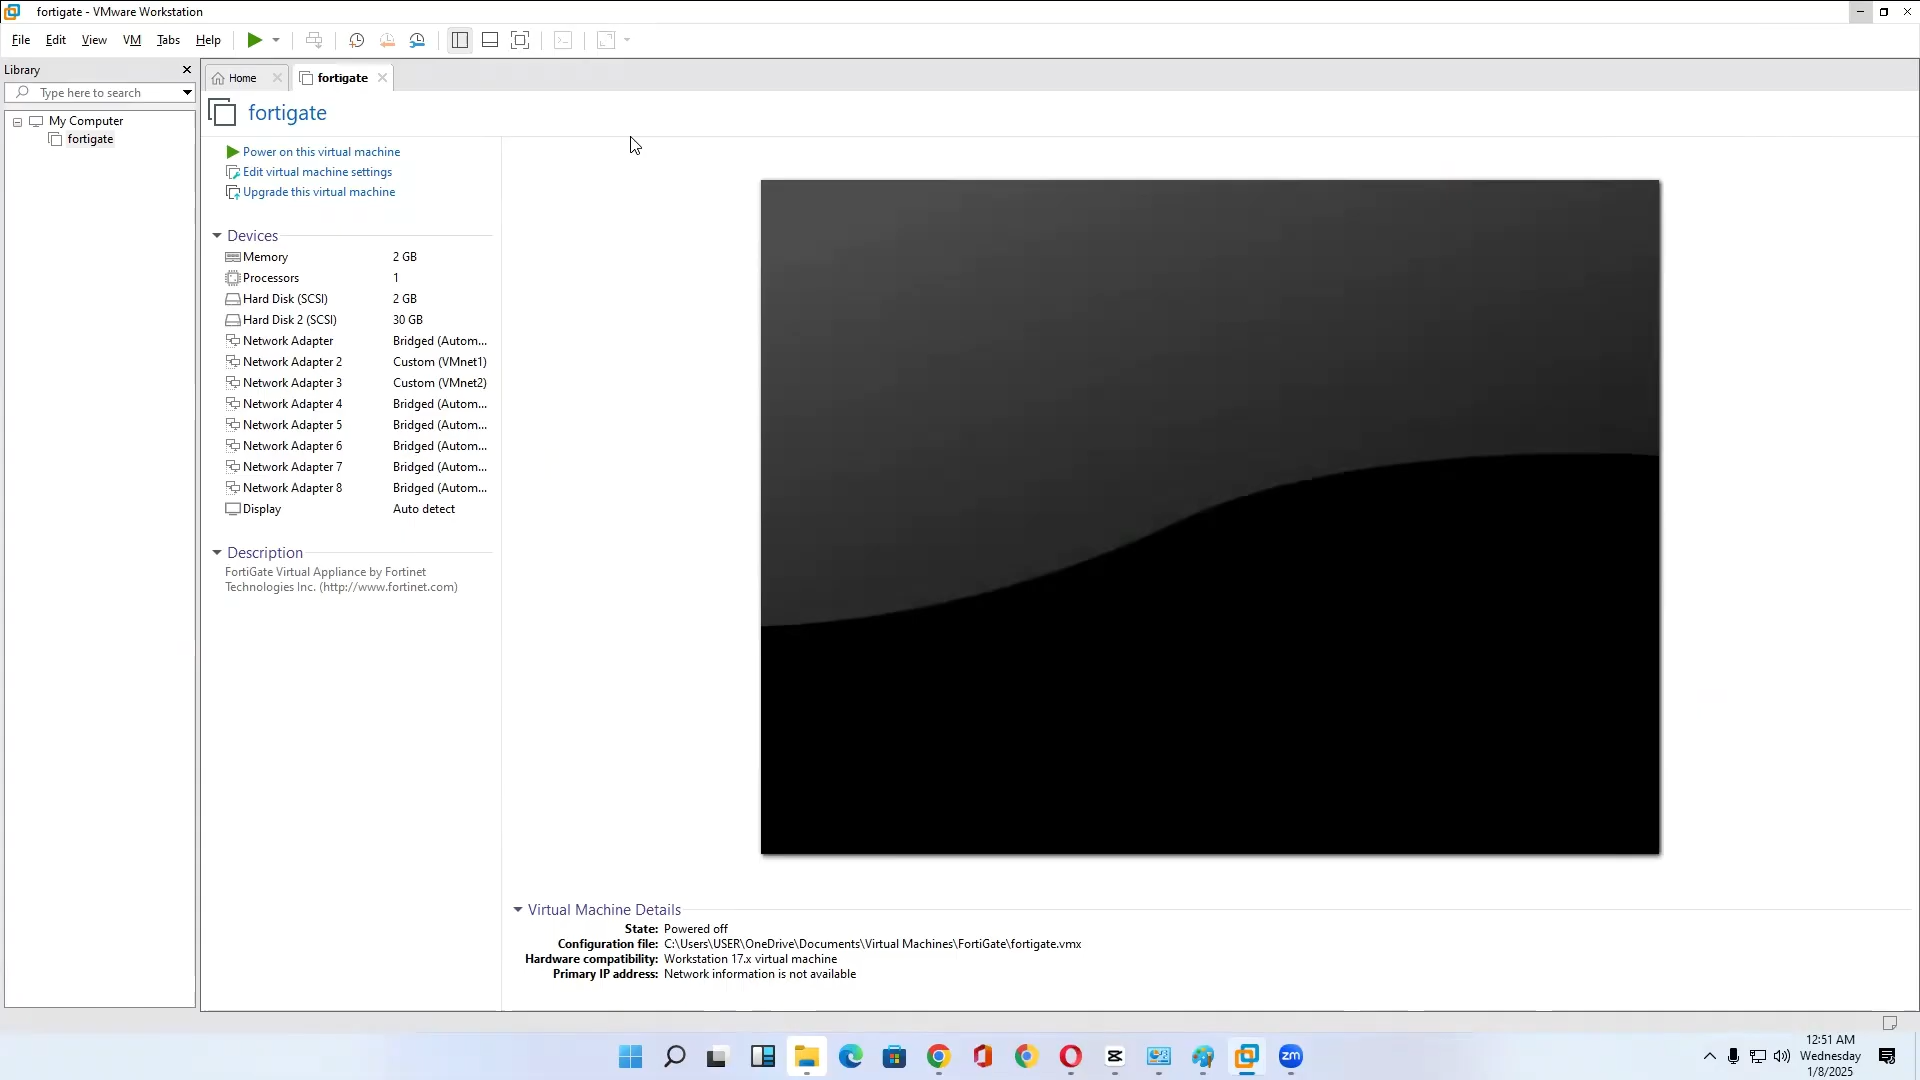 fortigate - VMware Workstation
File Edit View VM Tabs Help
Library
Type here to search
My Computer
fortigate
Home
fortigate
fortigate
Power on this virtual machine
Edit virtual machine settings
Upgrade this virtual machine
Devices
Memory 2 GB
Processors 1
Hard Disk (SCSI) 2 GB
Hard Disk 2 (SCSI) 30 GB
Network Adapter Bridged (Autom...
Network Adapter 2 Custom (VMnet1)
Network Adapter 3 Custom (VMnet2)
Network Adapter 4 Bridged (Autom...
Network Adapter 5 Bridged (Autom...
Network Adapter 6 Bridged (Autom...
Network Adapter 7 Bridged (Autom...
Network Adapter 8 Bridged (Autom...
Display Auto detect
Description
FortiGate Virtual Appliance by Fortinet
Technologies Inc. (http://www.fortinet.com)
Virtual Machine Details
State: Powered off
Configuration file: C:\Users\USER\OneDrive\Documents\Virtual Machines\FortiGate\fortigate.vmx
Hardware compatibility: Workstation 17.x virtual machine
Primary IP address: Network information is not available
zm
12:51 AM
Wednesday
1/8/2025